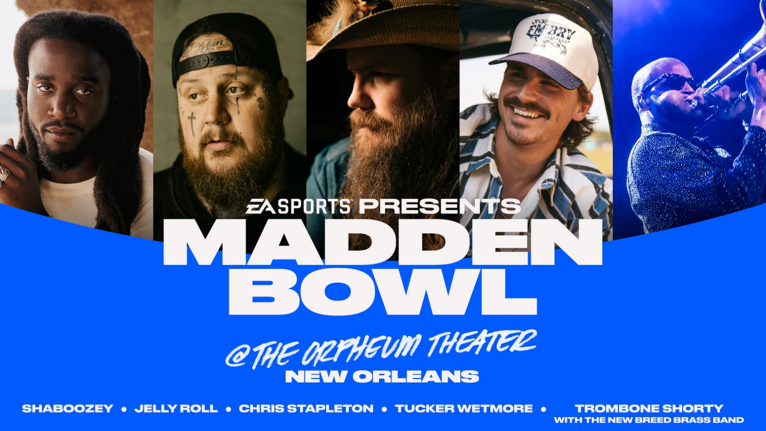 EA SPORTS PRESENTS
MADDEN
BOWL
@ THE ORPHEUM THEATER
NEW ORLEANS
SHABOOZEY • JELLY ROLL • CHRIS STAPLETON • TUCKER WETMORE • TROMBONE SHORTY
WITH THE NEW BREED BRASS BAND